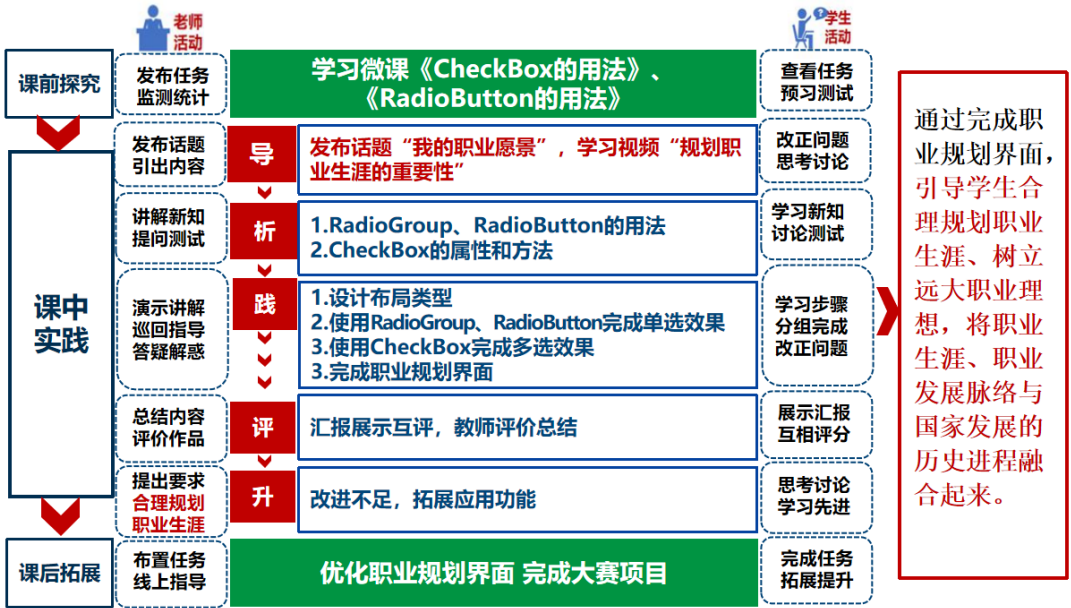 老师
活动
学生
活动
课前探究
发布任务
监测统计
学习微课《CheckBox的用法》、
《RadioButton的用法》
查看任务
预习测试
课中
实践
发布话题
引出内容
导
发布话题“我的职业愿景”，学习视频“规划职
业生涯的重要性”
改正问题
思考讨论
讲解新知
提问测试
析
1.RadioGroup、RadioButton的用法
2.CheckBox的属性和方法
学习新知
讨论测试
演示讲解
巡回指导
答疑解惑
践
1.设计布局类型
2.使用RadioGroup、RadioButton完成单选效果
3.使用CheckBox完成多选效果
3.完成职业规划界面
学习步骤
分组完成
改正问题
总结内容
评价作品
评
汇报展示互评，教师评价总结
展示汇报
互相评分
提出要求
合理规划
职业生涯
升
改进不足，拓展应用功能
思考讨论
学习先进
课后拓展
布置任务
线上指导
优化职业规划界面 完成大赛项目
完成任务
拓展提升
通过完成职
业规划界面，
引导学生合
理规划职业
生涯、树立
远大职业理
想，将职业
生涯、职业
发展脉络与
国家发展的
历史进程融
合起来。